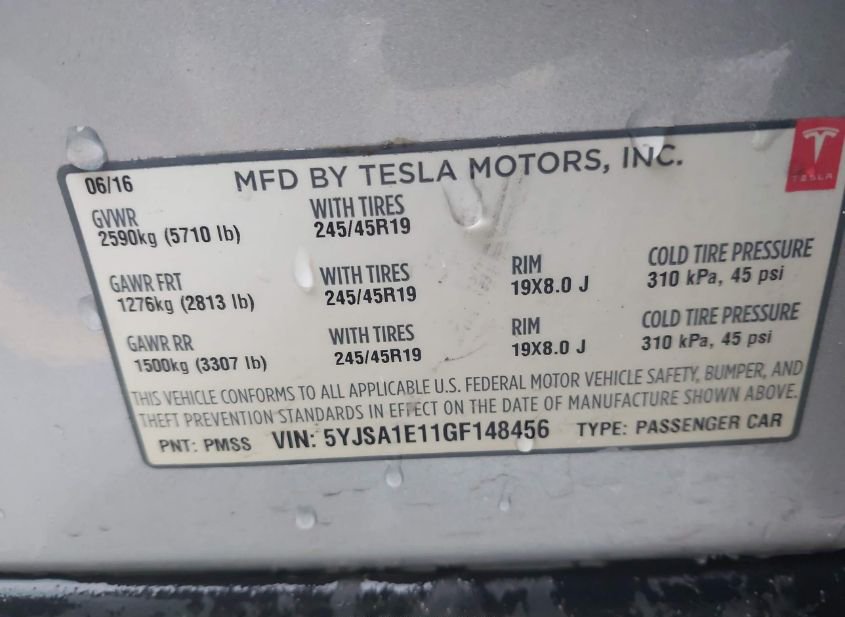 06/16 MFD BY TESLA MOTORS, INC.
TESLA
GVWR WITH TIRES
2590kg (5710 lb) 245/45R19
GAWR FRT WITH TIRES RIM COLD TIRE PRESSURE
1276kg (2813 lb) 245/45R19 19X8.0 J 310 kPa, 45 psi
GAWR RR WITH TIRES RIM COLD TIRE PRESSURE
1500kg (3307 lb) 245/45R19 19X8.0 J 310 kPa, 45 psi
THIS VEHICLE CONFORMS TO ALL APPLICABLE U.S. FEDERAL MOTOR VEHICLE SAFETY, BUMPER, AND
THEFT PREVENTION STANDARDS IN EFFECT ON THE DATE OF MANUFACTURE SHOWN ABOVE.
PNT: PMSS VIN: 5YJSA1E11GF148456 TYPE: PASSENGER CAR